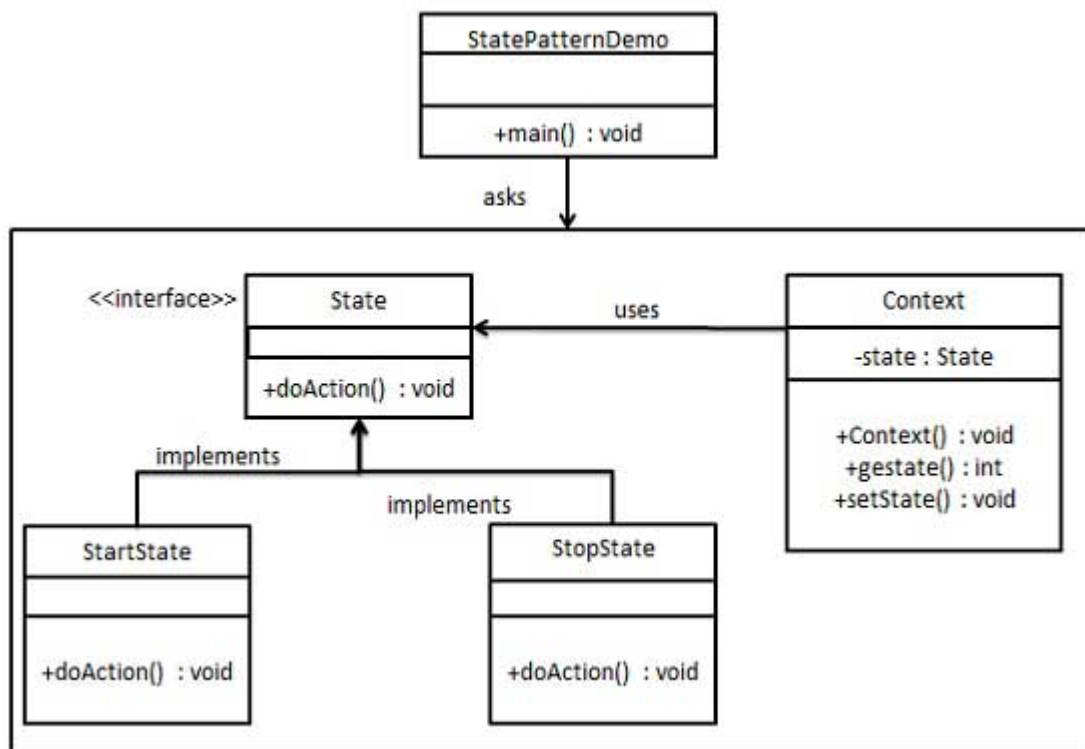 StatePatternDemo
+main() : void
asks
<<interface>>
State
+doAction() : void
uses
Context
-state : State
+Context() : void
+gestate() : int
+setState() : void
implements
implements
StartState
+doAction() : void
StopState
+doAction() : void